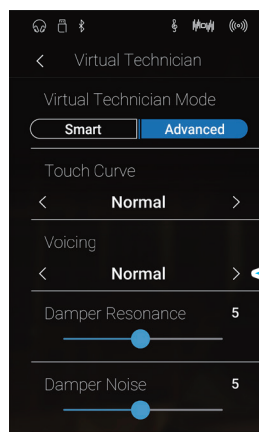 Virtual Technician
Virtual Technician Mode
Smart Advanced
Touch Curve
Normal
Voicing
Normal
Damper Resonance 5
Damper Noise 5